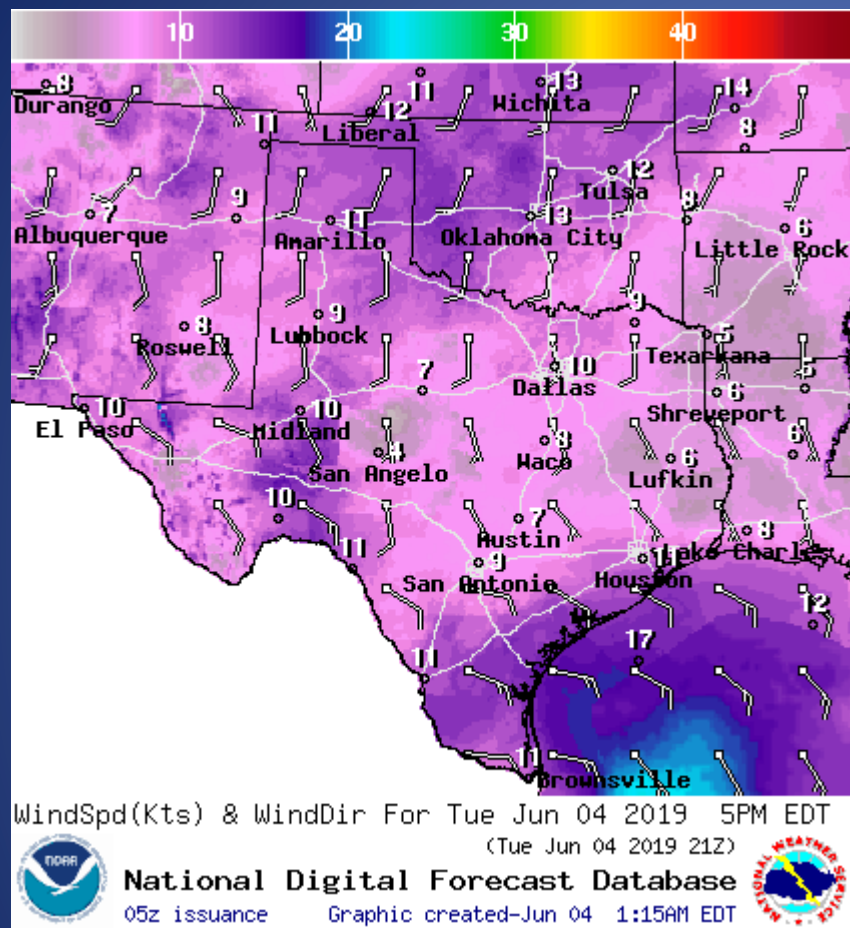 10 20 30 40
8 11 13 14
Durango Wichita
12
Liberal
11 8
12
Tulsa
7 9 11 13 8 6
Albuquerque Amarillo Oklahoma City Little Rock
8 9 9 5
Roswell Lubbock Texarkana
7 10 6 5
Dallas
10 10 Shreveport
El Paso Midland
4 8 6 6
San Angelo Waco Lufkin
10 7 8
Austin
11 9 Lake Charles
San Antonio Houston
12
17
11
11
Brownsville
WindSpd(Kts) & WindDir For Tue Jun 04 2019 5PM EDT
(Tue Jun 04 2019 21Z)
NOAA
National Digital Forecast Database
05z issuance Graphic created-Jun 04 1:15AM EDT
NATIONAL WEATHER SERVICE